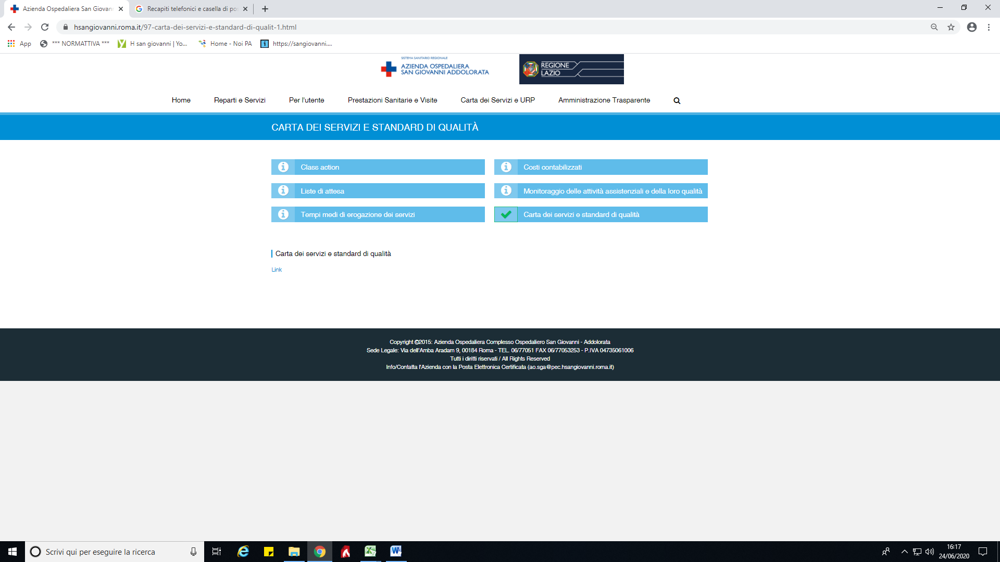 Azienda Ospedaliera San Giovann
Recapiti telefonici e casella di pos
hsangiovanni.roma.it/97-carta-dei-servizi-e-standard-di-qualit-1.html
App
*** NORMATTIVA ***
H san giovanni | Yo...
Home - Noi PA
https://sangiovanni....
SISTEMA SANITARIO REGIONALE
AZIENDA OSPEDALIERA
SAN GIOVANNI ADDOLORATA
REGIONE
LAZIO
Home
Reparti e Servizi
Per l'utente
Prestazioni Sanitarie e Visite
Carta dei Servizi e URP
Amministrazione Trasparente
CARTA DEI SERVIZI E STANDARD DI QUALITÀ
Class action
Costi contabilizzati
Liste di attesa
Monitoraggio delle attività assistenziali e della loro qualità
Tempi medi di erogazione dei servizi
Carta dei servizi e standard di qualità
Carta dei servizi e standard di qualità
Link
Copyright ©2015: Azienda Ospedaliera Complesso Ospedaliero San Giovanni - Addolorata
Sede Legale: Via dell'Amba Aradam 9, 00184 Roma - TEL. 06/77051 FAX 06/77053253 - P.IVA 04735061006
Tutti i diritti riservati / All Rights Reserved
Info/Contatta l'Azienda con la Posta Elettronica Certificata (ao.sga@pec.hsangiovanni.roma.it)
Scrivi qui per eseguire la ricerca
16:17
24/06/2020